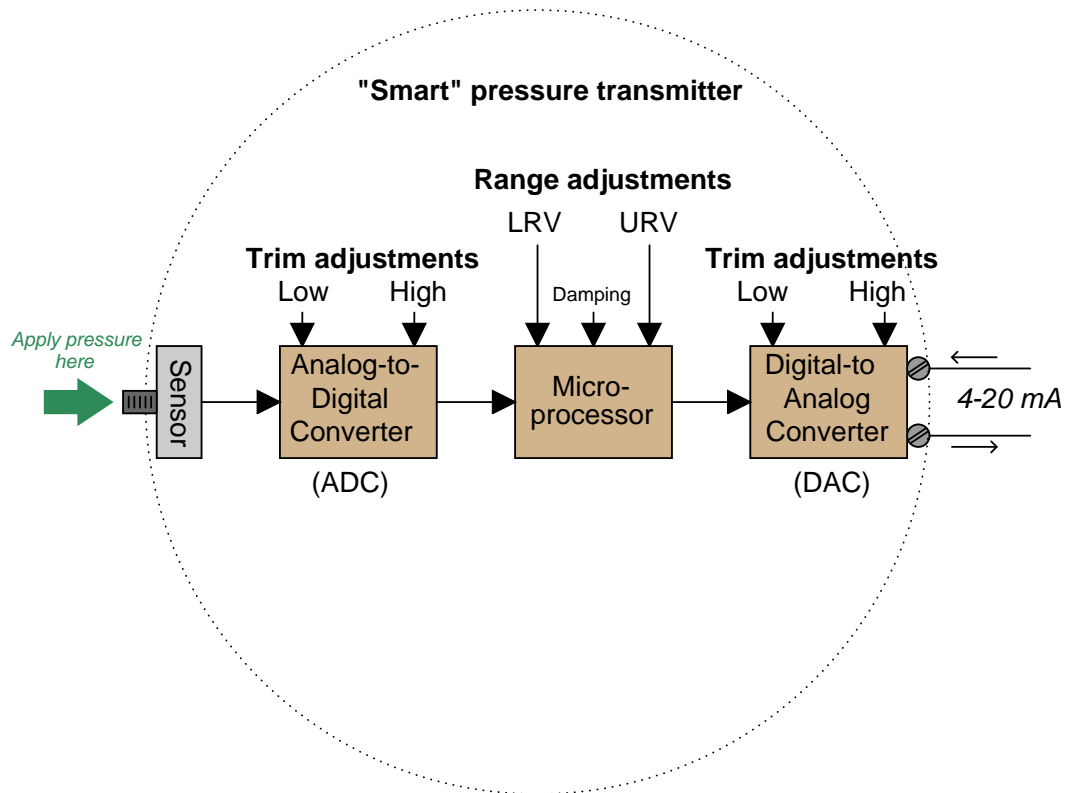 "Smart" pressure transmitter
Range adjustments
LRV
URV
Trim adjustments
Low
High
Damping
Trim adjustments
Low
High
Apply pressure
here
Sensor
Analog-to-
Digital
Converter
(ADC)
Micro-
processor
Digital-to
Analog
Converter
(DAC)
4-20 mA